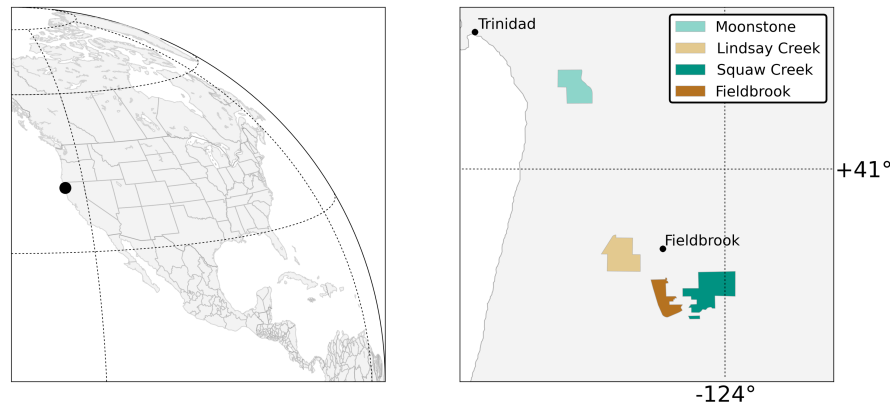 Trinidad
Moonstone
Lindsay Creek
Squaw Creek
Fieldbrook
+41°
Fieldbrook
-124°